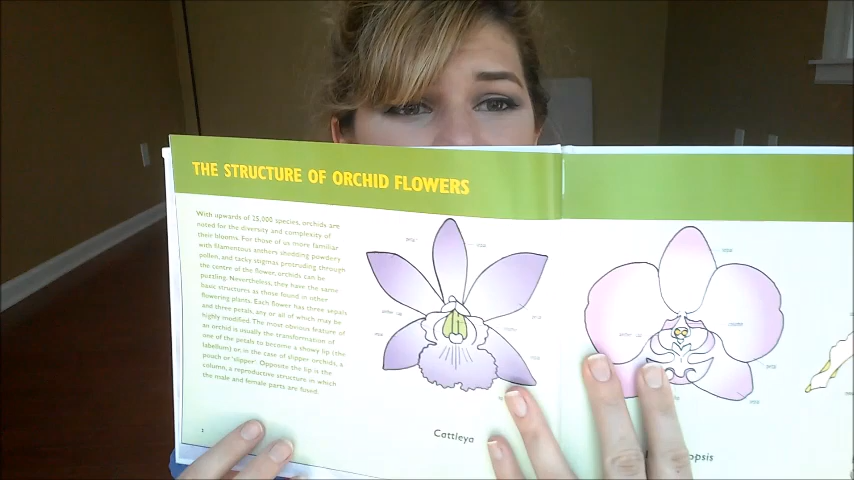 THE STRUCTURE OF ORCHID FLOWERS
With upwards of 25,000 species, orchids are
noted for the diversity and complexity of
their blooms. For those of us more familiar
with filamentous anthers shedding powdery
pollen, and tacky stigmas protruding through
the centre of the flower, orchids can be
puzzling. Nevertheless, they have the same
basic structures as those found in other
flowering plants. Each flower has three sepals
and three petals, any or all of which may be
highly modified. The most obvious feature of
an orchid is usually the transformation of
one of the petals to become a showy lip (the
labellum) or, in the case of slipper orchids, a
pouch or 'slipper'. Opposite the lip is the
column, a reproductive structure in which
the male and female parts are fused.
Cattleya
opsis